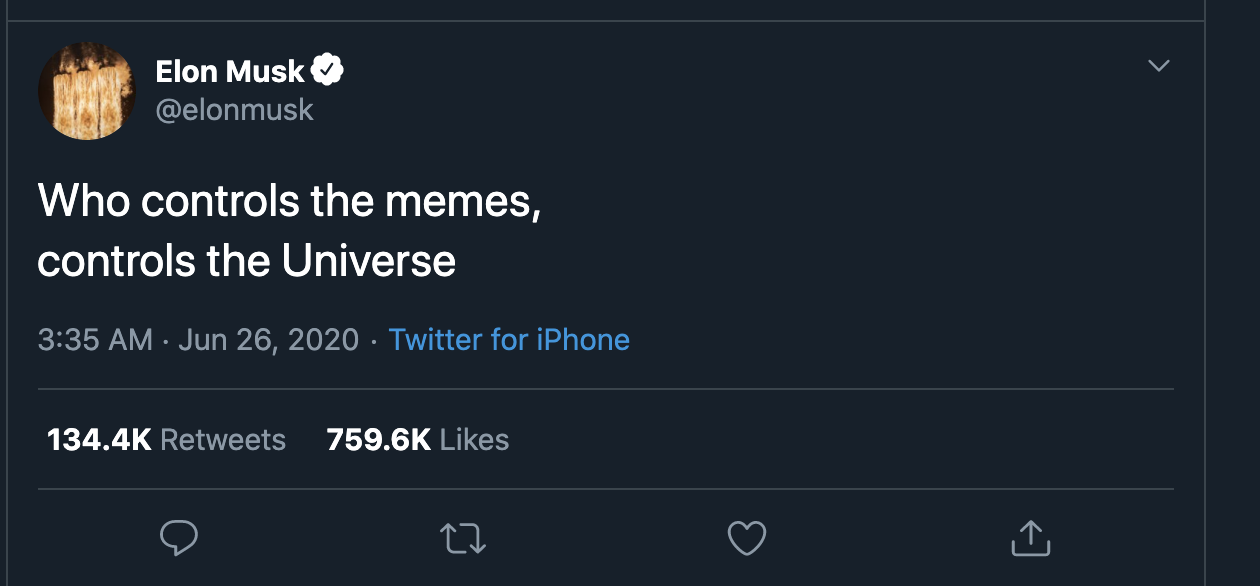 Elon Musk
@elonmusk
Who controls the memes,
controls the Universe
3:35 AM · Jun 26, 2020 · Twitter for iPhone
134.4K Retweets 759.6K Likes